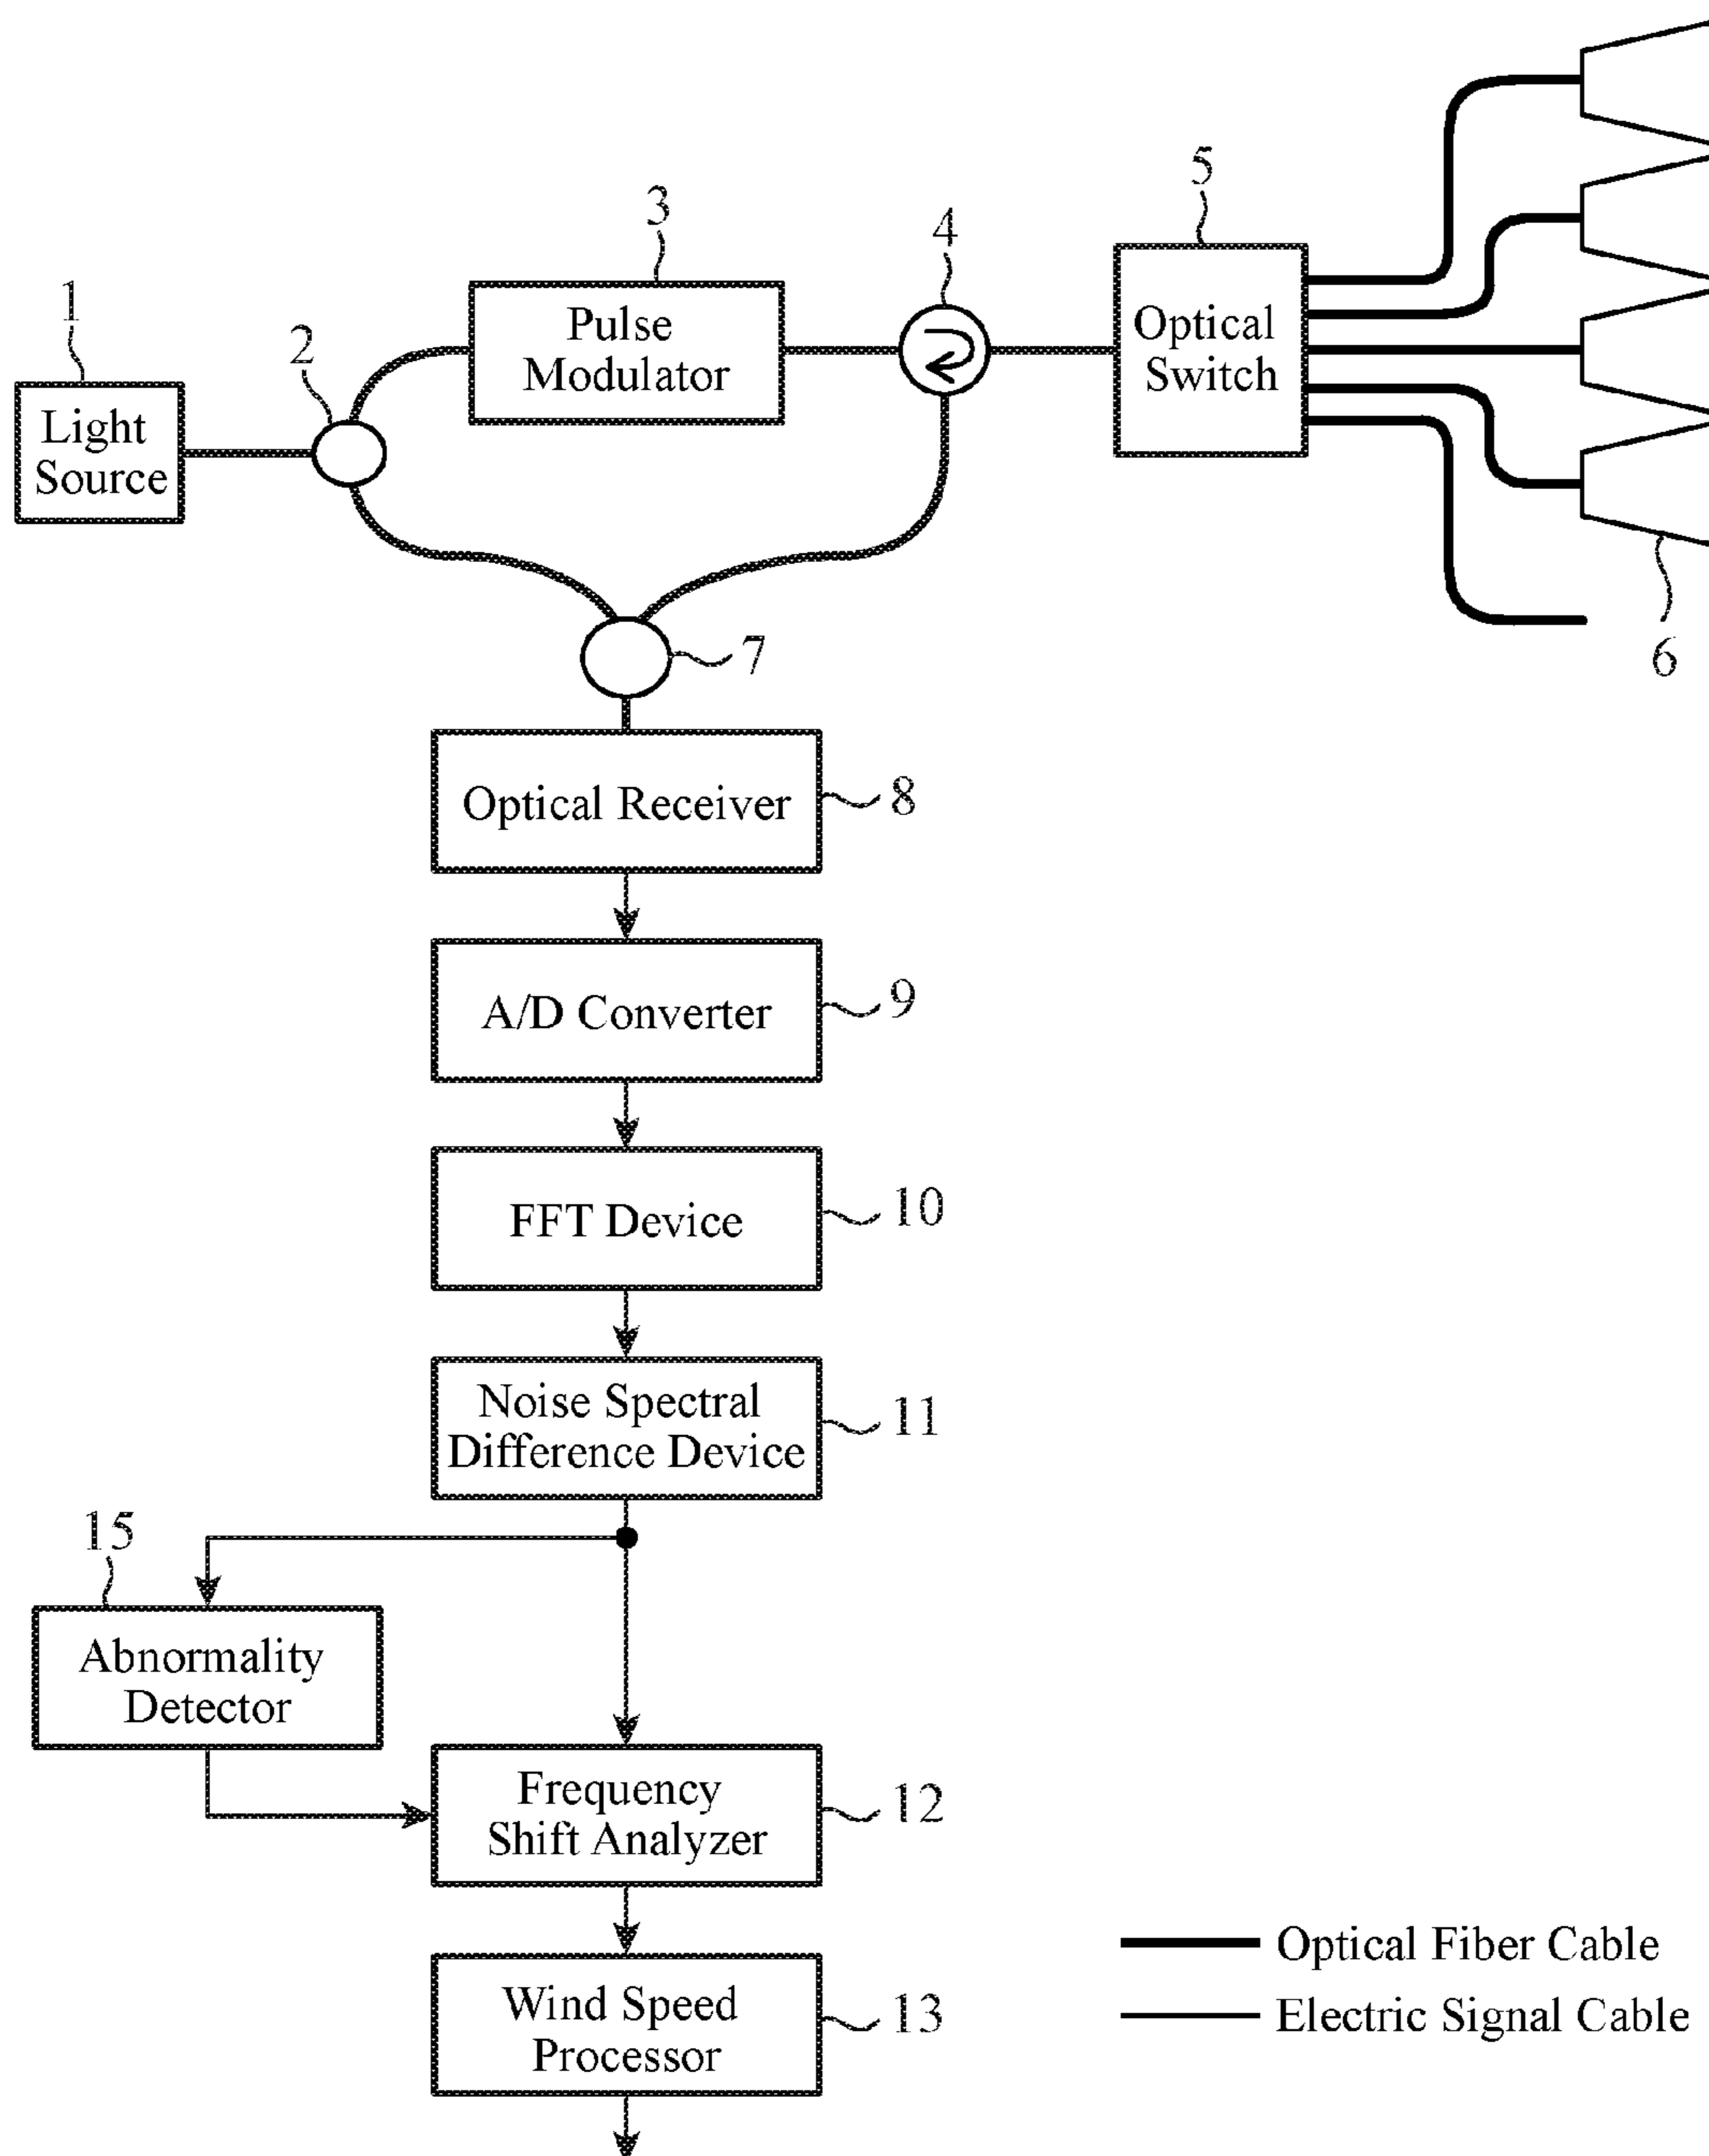 5
3
4
1
2
Pulse
Modulator
Optical
Switch
Light
Source
7
6
Optical Receiver
8
A/D Converter
9
FFT Device
10
Noise Spectral
Difference Device
11
15
Abnormality
Detector
Frequency
Shift Analyzer
12
Wind Speed
Processor
13
Optical Fiber Cable
Electric Signal Cable